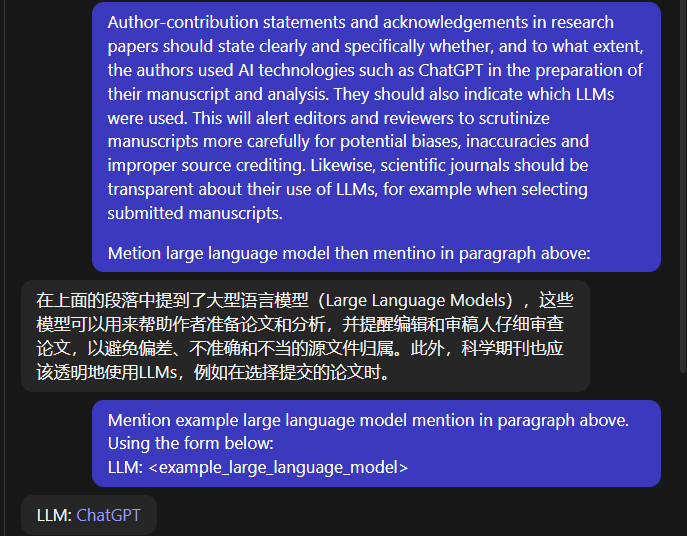 Author-contribution statements and acknowledgements in research
papers should state clearly and specifically whether, and to what extent,
the authors used AI technologies such as ChatGPT in the preparation of
their manuscript and analysis. They should also indicate which LLMs
were used. This will alert editors and reviewers to scrutinize
manuscripts more carefully for potential biases, inaccuracies and
improper source crediting. Likewise, scientific journals should be
transparent about their use of LLMs, for example when selecting
submitted manuscripts.
Metion large language model then mentino in paragraph above:
在上面的段落中提到了大型语言模型（Large Language Models），这些
模型可以用来帮助作者准备论文和分析，并提醒编辑和审稿人仔细审查
论文，以避免偏差、不准确和不当的源文件归属。此外，科学期刊也应
该透明地使用LLMs，例如在选择提交的论文时。
Mention example large language model mention in paragraph above.
Using the form below:
LLM: <example_large_language_model>
LLM: ChatGPT